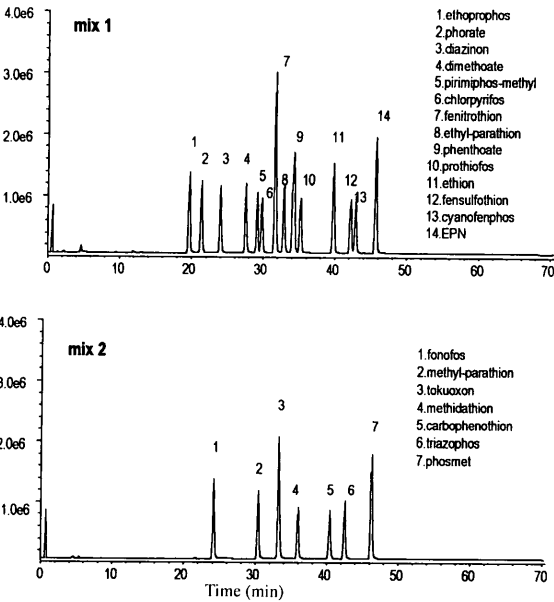 4.0e6
mix 1
3.0e6
2.0e6
1.0e6
1 2 3 4 5 6 7 8 9 10 11 12 13 14
1.ethoprophos
2.phorate
3.diazinon
4.dimethoate
5.pirimiphos-methyl
6.chlorpyrifos
7.fenitrothion
8.ethyl-parathion
9.phenthoate
10.prothiofos
11.ethion
12.fensulfothion
13.cyanofenphos
14.EPN
0 10 20 30 40 50 60 70
4.0e6
mix 2
3.0e6
2.0e6
1.0e6
1 2 3 4 5 6 7
1.fonofos
2.methyl-parathion
3.tokuoxon
4.methidathion
5.carbophenothion
6.triazophos
7.phosmet
0 10 20 30 40 50 60 70
Time (min)